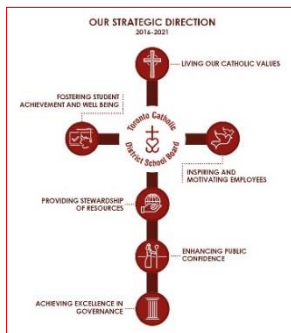 OUR STRATEGIC DIRECTION
2016-2021
LIVING OUR CATHOLIC VALUES
FOSTERING STUDENT
ACHIEVEMENT AND WELL BEING
Toronto Catholic
District School Board
INSPIRING AND
MOTIVATING EMPLOYEES
PROVIDING STEWARDSHIP
OF RESOURCES
ENHANCING PUBLIC
CONFIDENCE
ACHIEVING EXCELLENCE IN
GOVERNANCE